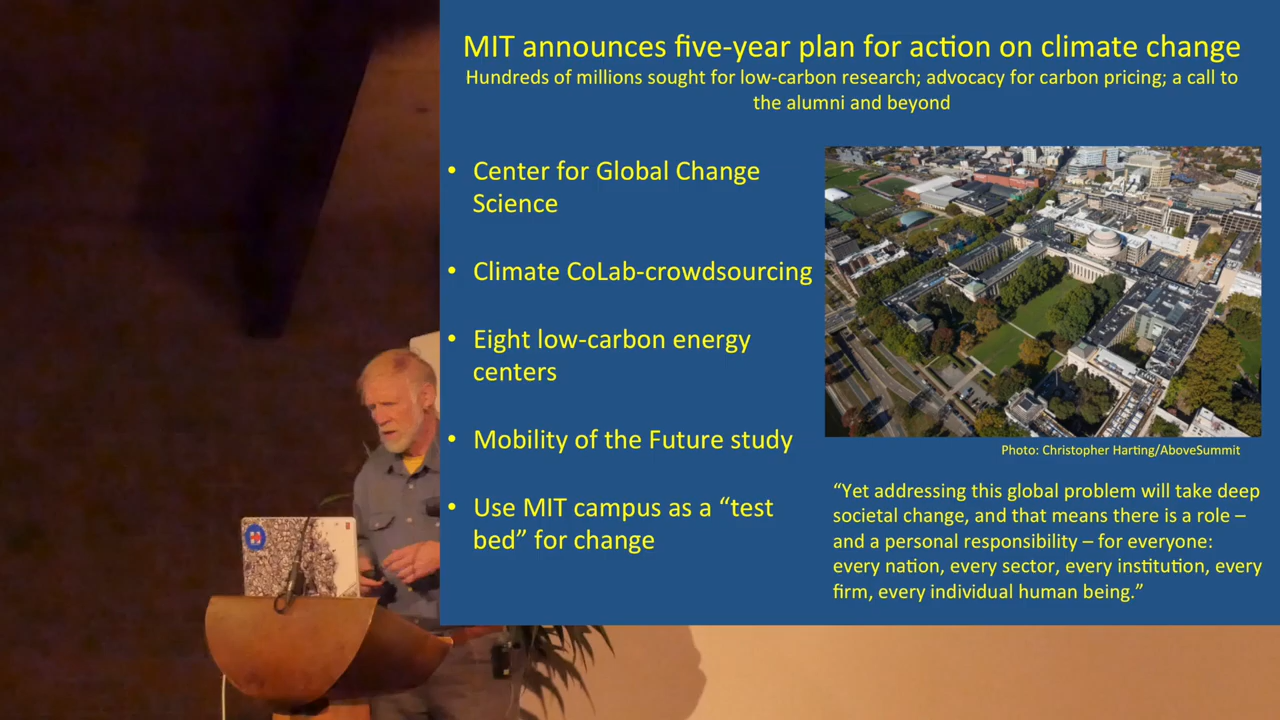 MIT announces five-year plan for action on climate change
Hundreds of millions sought for low-carbon research; advocacy for carbon pricing; a call to
the alumni and beyond
• Center for Global Change
Science
• Climate CoLab-crowdsourcing
• Eight low-carbon energy
centers
• Mobility of the Future study
• Use MIT campus as a “test
bed” for change
Photo: Christopher Harting/AboveSummit
“Yet addressing this global problem will take deep
societal change, and that means there is a role –
and a personal responsibility – for everyone:
every nation, every sector, every institution, every
firm, every individual human being.”